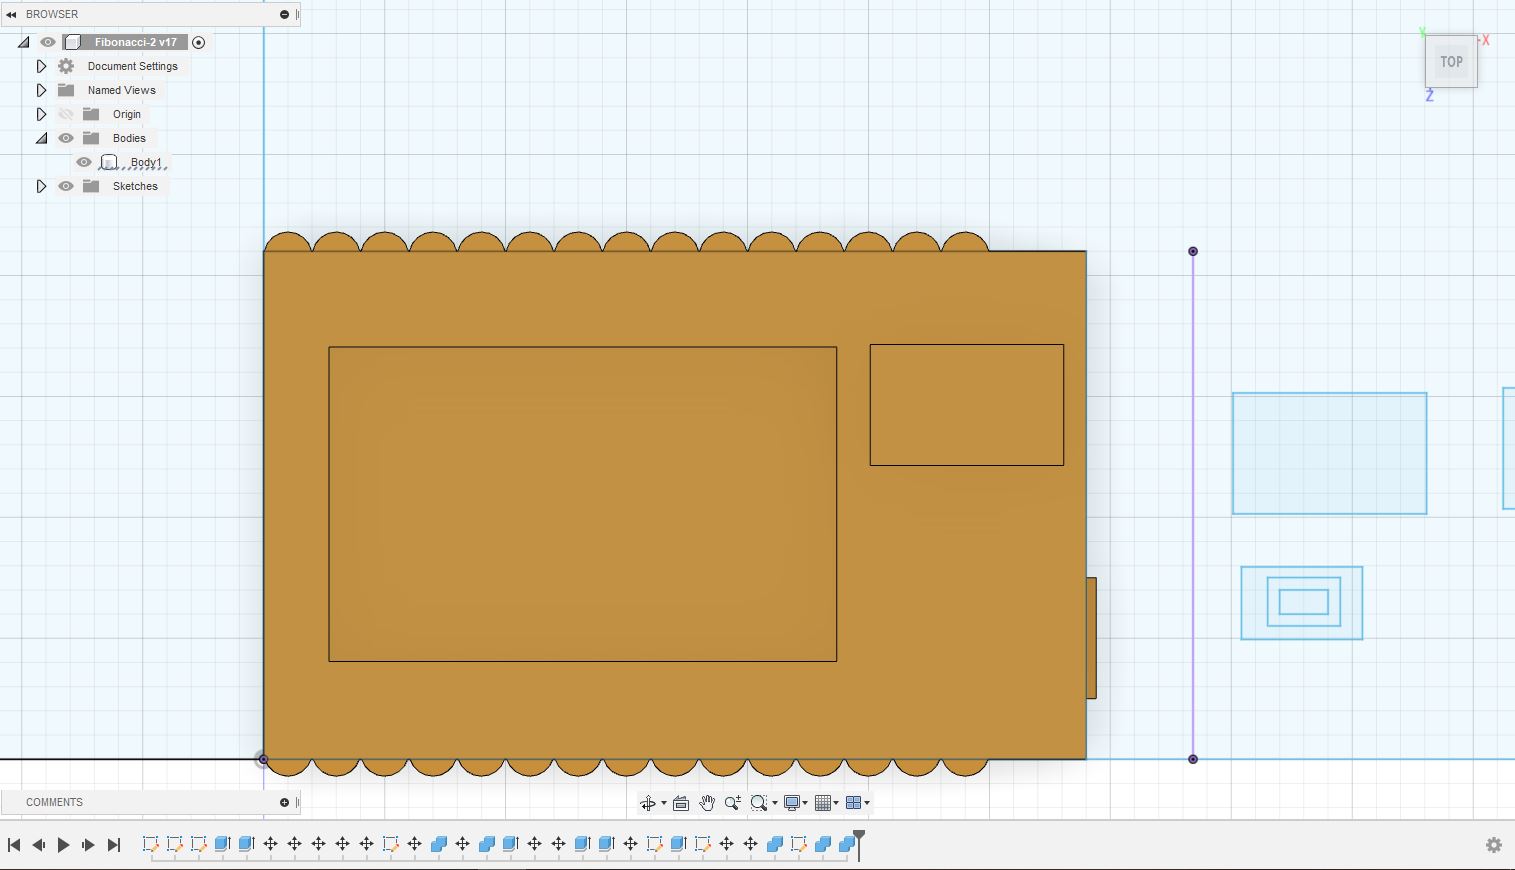 BROWSER
Fibonacci-2 v17
Document Settings
Named Views
Origin
Bodies
Body1
Sketches
Y
-X
TOP
Z
COMMENTS